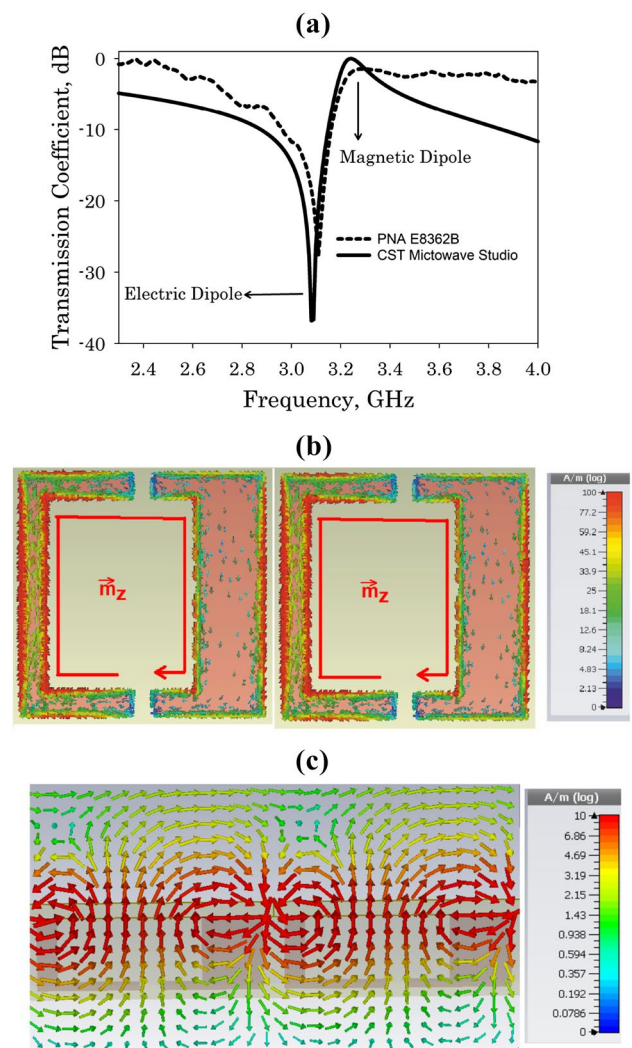 (a)
Transmission Coefficient, dB
0
-10
-20
-30
-40
Magnetic Dipole
PNA E8362B
CST Mictowave Studio
Electric Dipole
2.4 2.6 2.8 3.0 3.2 3.4 3.6 3.8 4.0
Frequency, GHz
(b)
m z
m z
A/m (log)
100
77.2
59.5
45.1
33.9
25
18.1
12.6
8.24
4.83
2.13
0
(c)
A/m (log)
10
6.86
4.69
3.19
2.15
1.43
0.938
0.594
0.357
0.192
0.0786
0